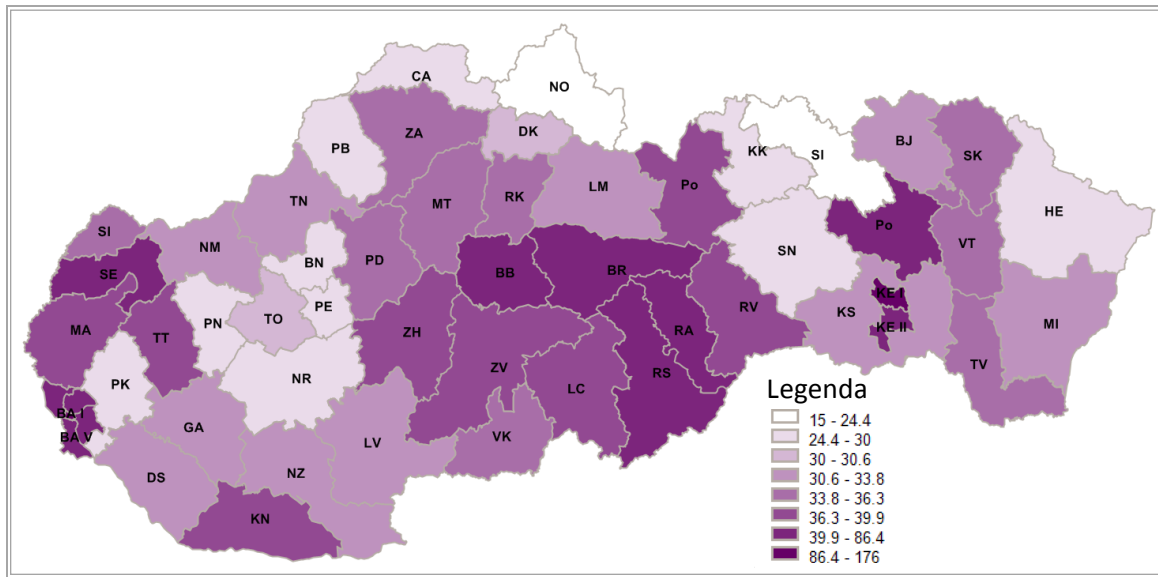 CA
NO
ZA
DK
PB
KK
SI
BJ
SK
Po
LM
TN
MT
RK
HE
SI
NM
Po
VT
SE
BN
PD
BB
BR
SN
KE I
PN
TO
PE
MA
TT
ZH
RA
RV
KS
KE II
MI
NR
ZV
RS
LC
TV
PK
BA I
BA V
GA
LV
VK
DS
NZ
KN
Legenda
15 - 24.4
24.4 - 30
30 - 30.6
30.6 - 33.8
33.8 - 36.3
36.3 - 39.9
39.9 - 86.4
86.4 - 176